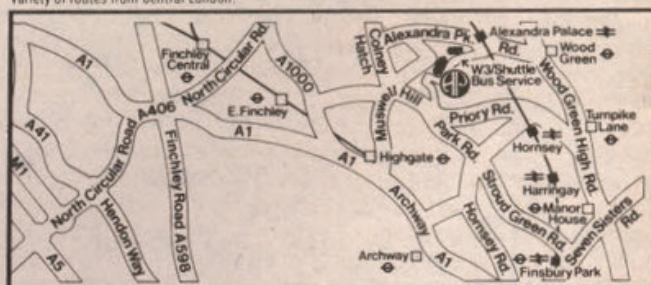 variety of routes from Central London.
A1
Finchley
Central
North Circular Rd.
A1000
Colney
Hatch
Alexandra Pk.
Rd.
Alexandra Palace
Wood
Green
W3/Shuttle
Bus Service
Muswell Hill
Wood Green High Rd.
A41
A406
E.Finchley
A1
Priory Rd.
Turnpike
Lane
M1
North Circular Road
Finchley Road A598
A1
Highgate
Park Rd.
Hornsey
Harringay
Hendon Way
Archway
Stroud Green Rd.
Manor
House
Hornsey Rd.
Seven Sisters
Rd.
A5
Archway
A1
Finsbury Park